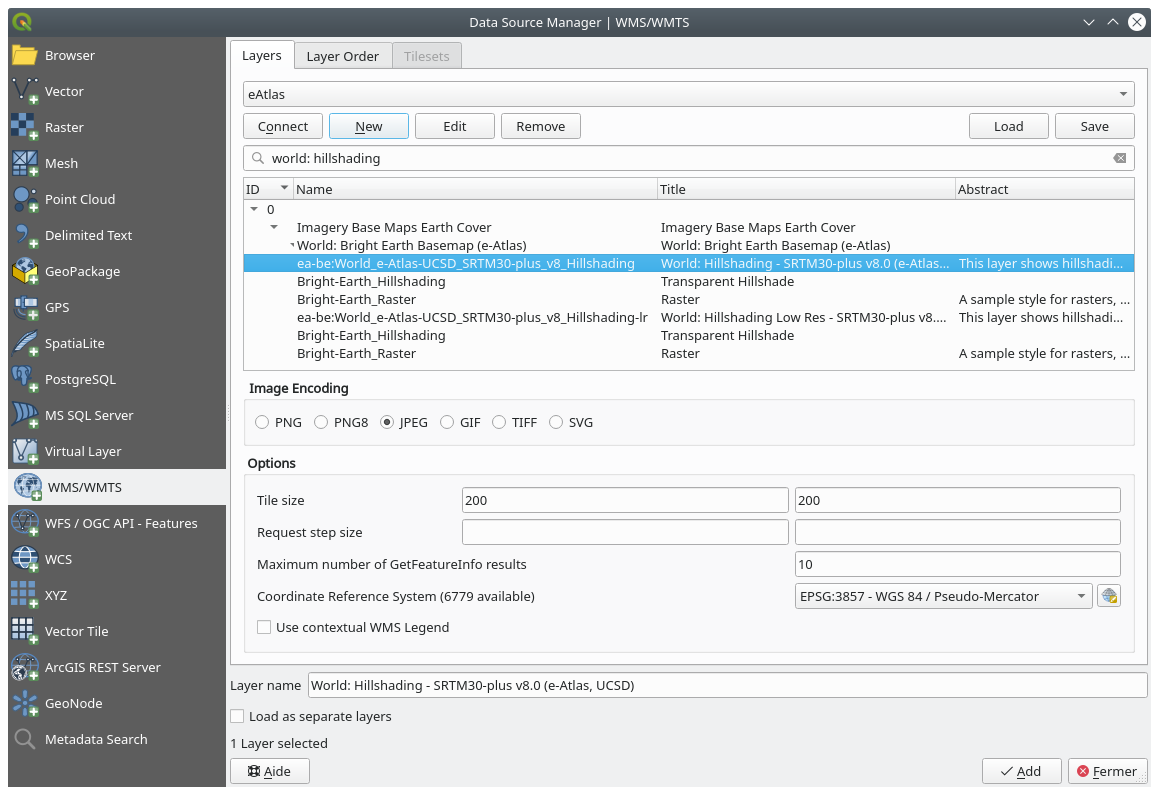 Data Source Manager | WMS/WMTS
Browser
Vector
Raster
Mesh
Point Cloud
Delimited Text
GeoPackage
GPS
SpatiaLite
PostgreSQL
MS SQL Server
Virtual Layer
WMS/WMTS
WFS / OGC API - Features
WCS
XYZ
Vector Tile
ArcGIS REST Server
GeoNode
Metadata Search
Layers Layer Order Tilesets
eAtlas
Connect New Edit Remove Load Save
world: hillshading
ID Name Title Abstract
0
Imagery Base Maps Earth Cover Imagery Base Maps Earth Cover
World: Bright Earth Basemap (e-Atlas) World: Bright Earth Basemap (e-Atlas)
ea-be:World_e-Atlas-UCSD_SRTM30-plus_v8_Hillshading World: Hillshading - SRTM30-plus v8.0 (e-Atlas... This layer shows hillshadi...
Bright-Earth_Hillshading Transparent Hillshade
Bright-Earth_Raster Raster A sample style for rasters, ...
ea-be:World_e-Atlas-UCSD_SRTM30-plus_v8_Hillshading-lr World: Hillshading Low Res - SRTM30-plus v8.... This layer shows hillshadi...
Bright-Earth_Hillshading Transparent Hillshade
Bright-Earth_Raster Raster A sample style for rasters, ...
Image Encoding
PNG PNG8 JPEG GIF TIFF SVG
Options
Tile size 200 200
Request step size
Maximum number of GetFeatureInfo results 10
Coordinate Reference System (6779 available) EPSG:3857 - WGS 84 / Pseudo-Mercator
Use contextual WMS Legend
Layer name World: Hillshading - SRTM30-plus v8.0 (e-Atlas, UCSD)
Load as separate layers
1 Layer selected
Aide Add Fermer